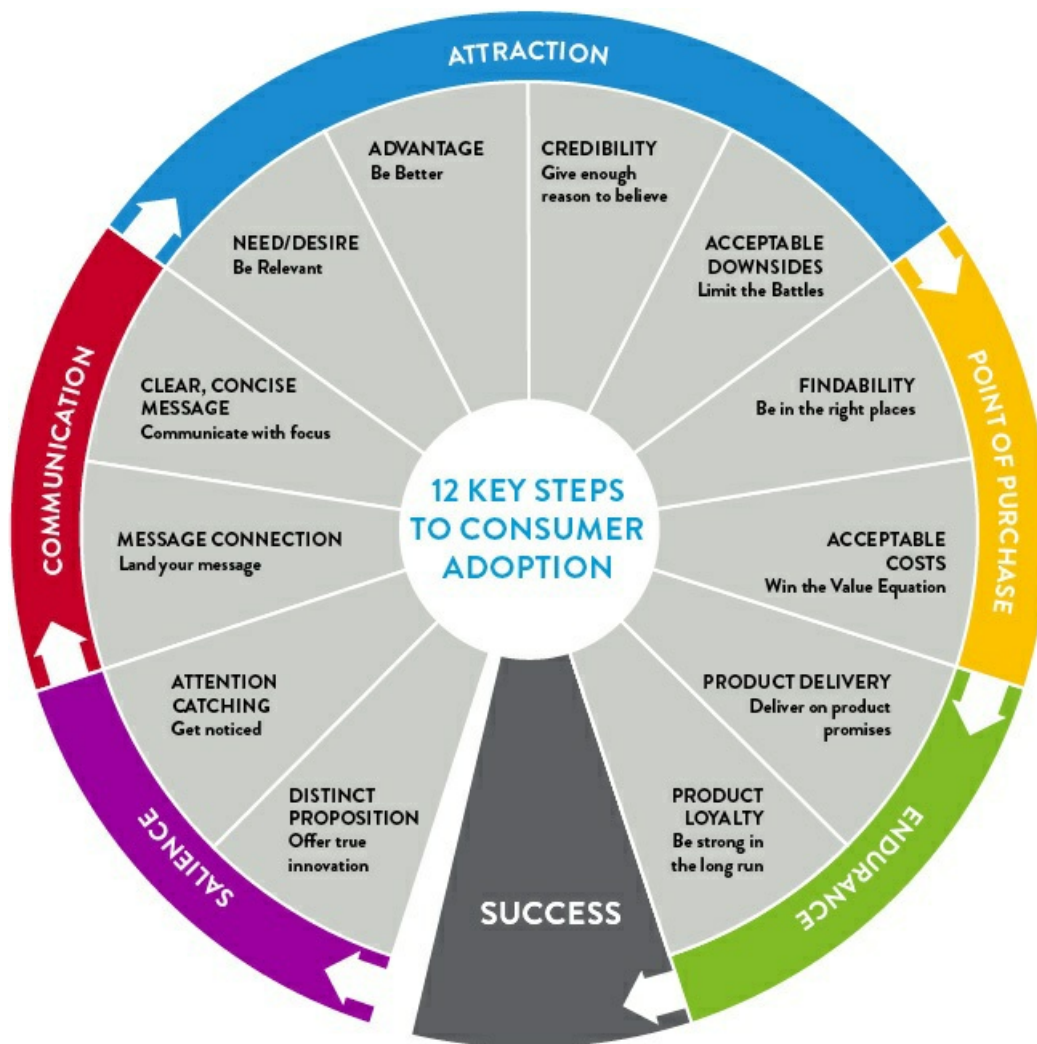 12 KEY STEPS
TO CONSUMER
ADOPTION
SALIENCE
DISTINCT
PROPOSITION
Offer true
innovation
ATTENTION
CATCHING
Get noticed
COMMUNICATION
MESSAGE CONNECTION
Land your message
CLEAR, CONCISE
MESSAGE
Communicate with focus
ATTRACTION
NEED/DESIRE
Be Relevant
ADVANTAGE
Be Better
CREDIBILITY
Give enough
reason to believe
ACCEPTABLE
DOWNSIDES
Limit the Battles
POINT OF PURCHASE
FINDABILITY
Be in the right places
ACCEPTABLE
COSTS
Win the Value Equation
ENDURANCE
PRODUCT DELIVERY
Deliver on product
promises
PRODUCT
LOYALTY
Be strong in
the long run
SUCCESS